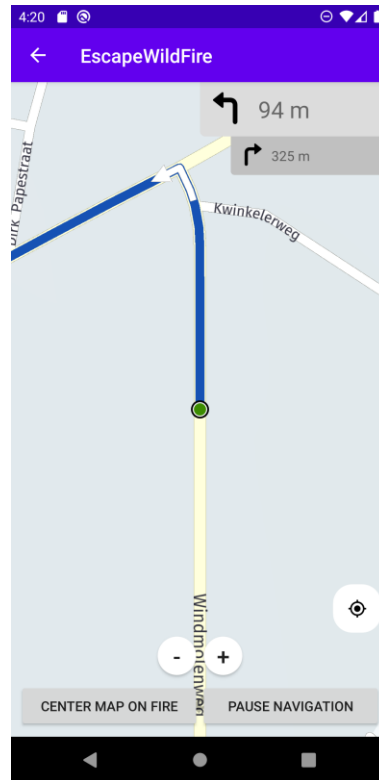 4:20
EscapeWildFire
94 m
325 m
Dirk Papestraat
Kwinkelerweg
Windmolenweg
- +
CENTER MAP ON FIRE PAUSE NAVIGATION